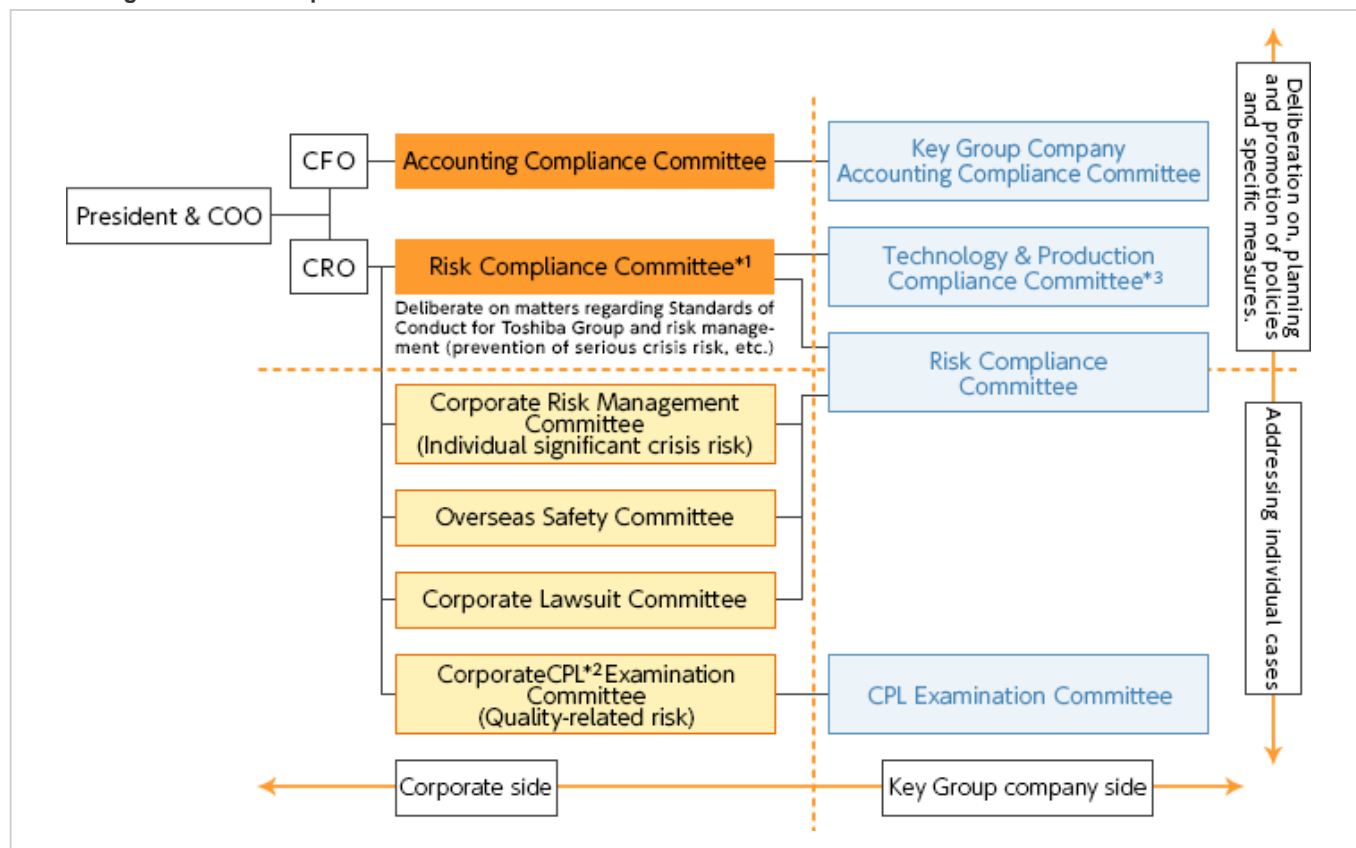 CFO
Accounting Compliance Committee
Key Group Company
Accounting Compliance Committee
President & COO
CRO
Risk Compliance Committee*1
Deliberate on matters regarding Standards of
Conduct for Toshiba Group and risk manage-
ment (prevention of serious crisis risk, etc.)
Technology & Production
Compliance Committee*3
Risk Compliance
Committee
Corporate Risk Management
Committee
(Individual significant crisis risk)
Overseas Safety Committee
Corporate Lawsuit Committee
CorporateCPL*2Examination
Committee
(Quality-related risk)
CPL Examination Committee
Corporate side
Key Group company side
Deliberation on, planning
and promotion of policies
and specific measures.
Addressing individual cases